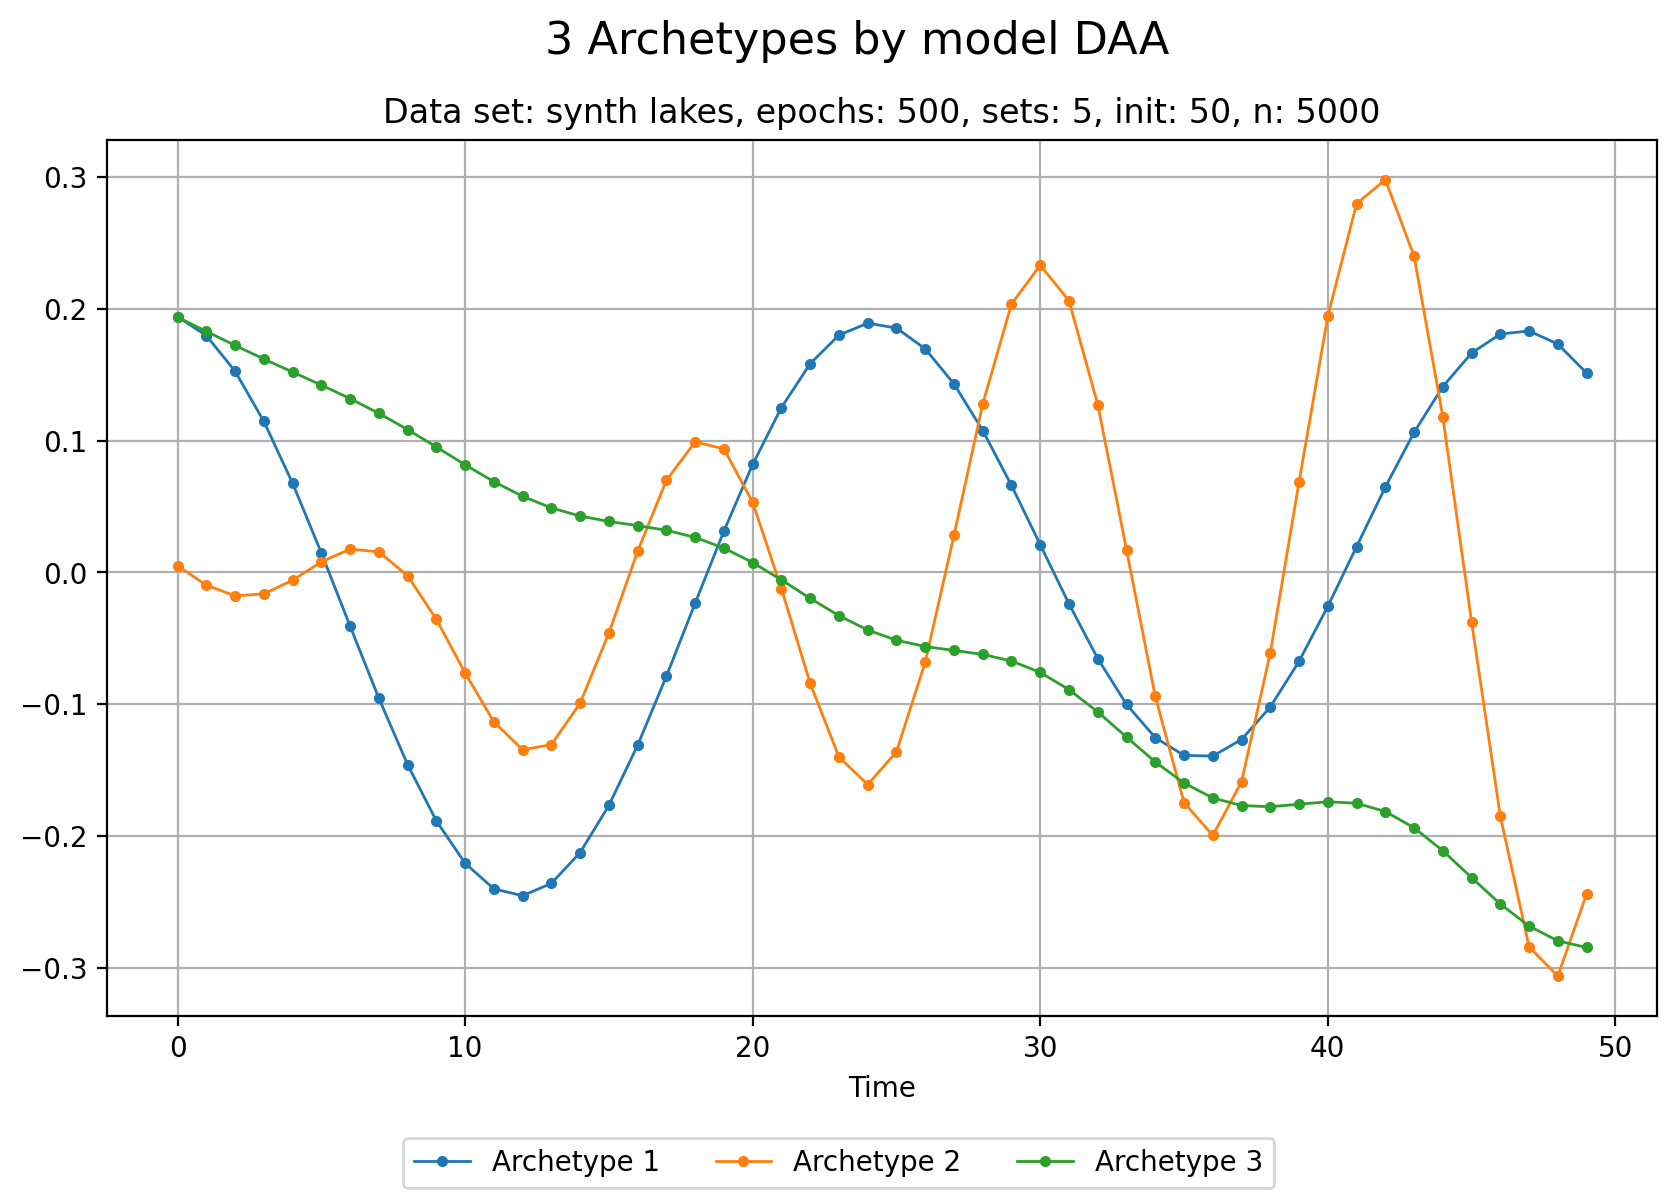 3 Archetypes by model DAA
Data set: synth lakes, epochs: 500, sets: 5, init: 50, n: 5000
0.3
0.2
0.1
0.0
−0.1
−0.2
−0.3
0 10 20 30 40 50
Time
Archetype 1 Archetype 2 Archetype 3